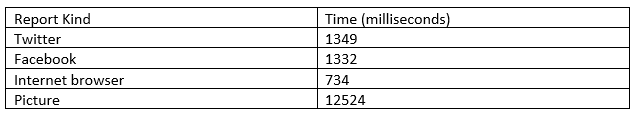 Report Kind Time (milliseconds)
Twitter 1349
Facebook 1332
Internet browser 734
Picture 12524